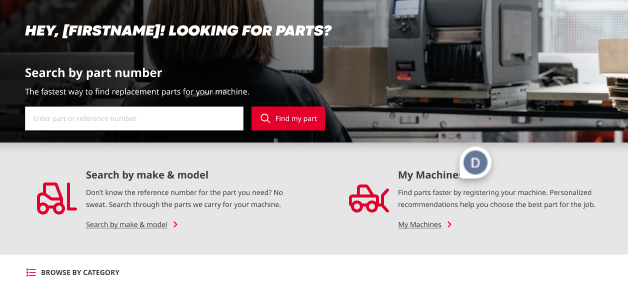 HEY, [FIRSTNAME]! LOOKING FOR PARTS?
Search by part number
The fastest way to find replacement parts for your machine.
Enter part or reference number
Find my part
Search by make & model
Don't know the reference number for the part you need? No
sweat. Search through the parts we carry for your machine.
Search by make & model
My Machines
D
Find parts faster by registering your machine. Personalized
recommendations help you choose the best part for the job.
My Machines
BROWSE BY CATEGORY